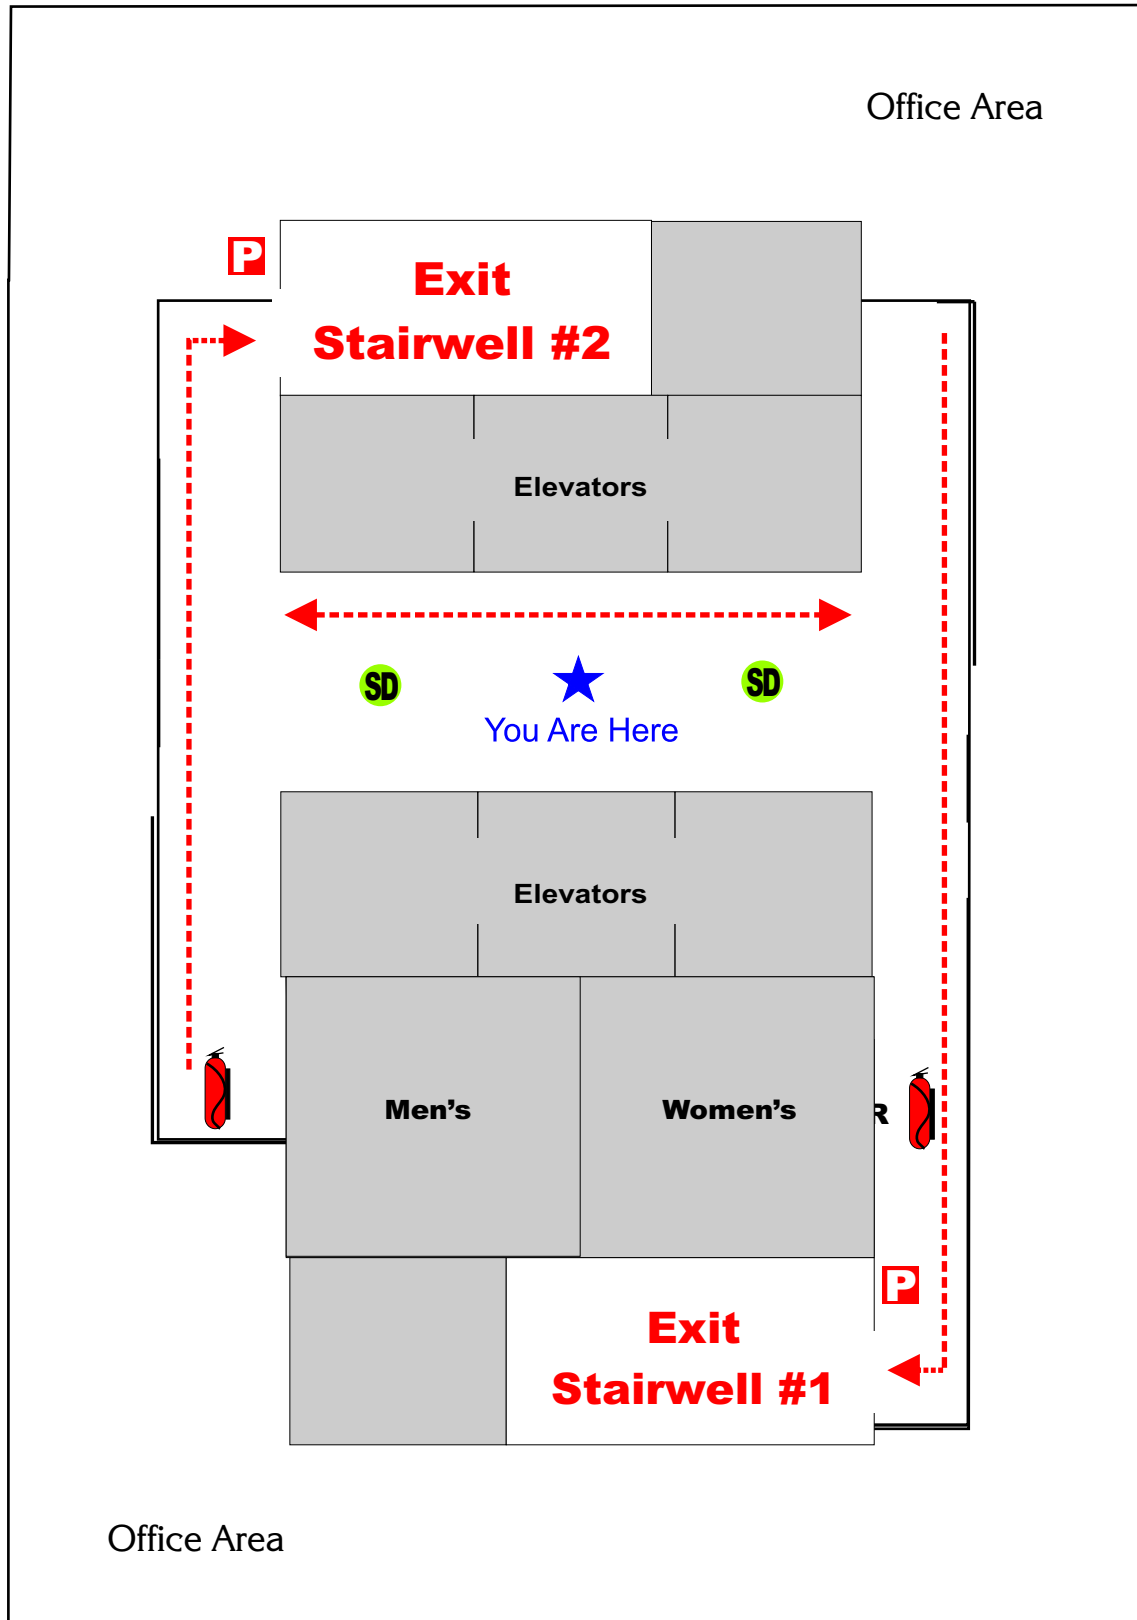 Office Area
P
Exit
Stairwell #2
Elevators
SD
SD
You Are Here
Elevators
Men's
Women's
R
P
Exit
Stairwell #1
Office Area